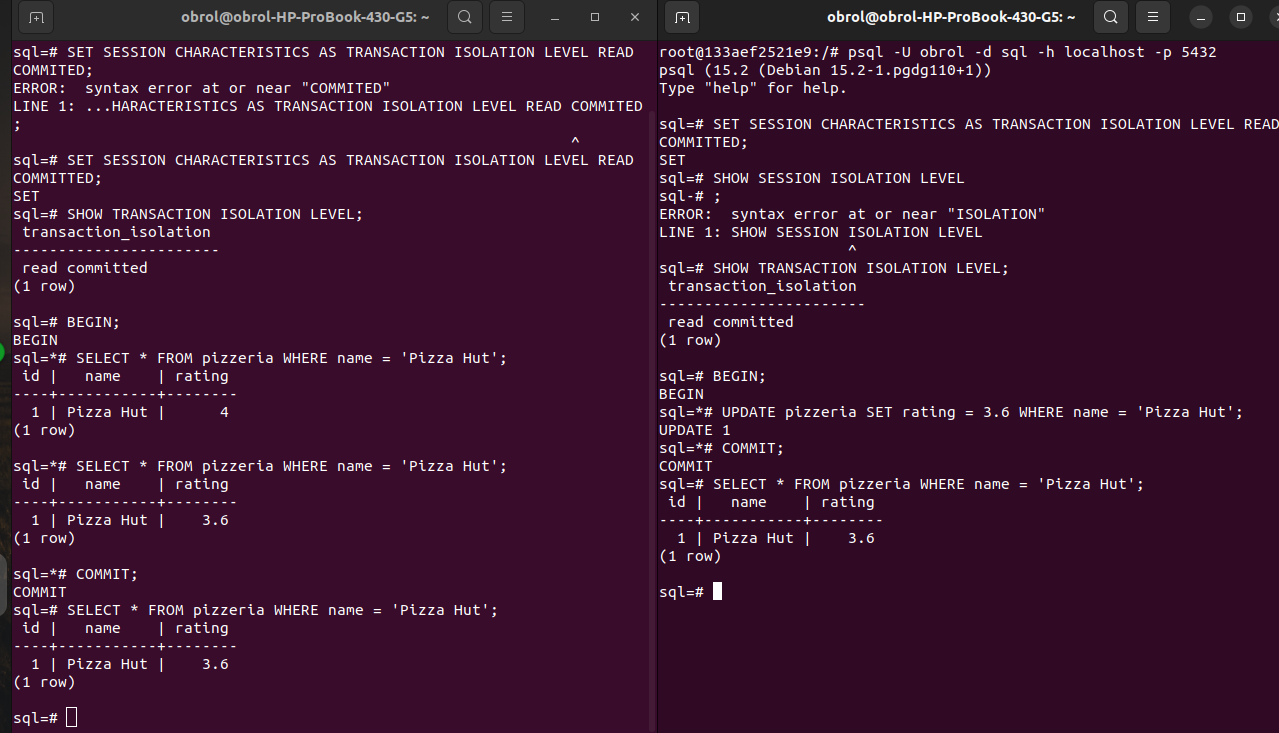 obrol@obrol-HP-ProBook-430-G5: ~
sql=# SET SESSION CHARACTERISTICS AS TRANSACTION ISOLATION LEVEL READ
COMMITED;
ERROR:  syntax error at or near "COMMITED"
LINE 1: ...HARACTERISTICS AS TRANSACTION ISOLATION LEVEL READ COMMITED
;
                                                              ^
sql=# SET SESSION CHARACTERISTICS AS TRANSACTION ISOLATION LEVEL READ
COMMITTED;
SET
sql=# SHOW TRANSACTION ISOLATION LEVEL;
 transaction_isolation
-----------------------
 read committed
(1 row)

sql=# BEGIN;
BEGIN
sql=*# SELECT * FROM pizzeria WHERE name = 'Pizza Hut';
 id |   name    | rating
----+-----------+--------
  1 | Pizza Hut |      4
(1 row)

sql=*# SELECT * FROM pizzeria WHERE name = 'Pizza Hut';
 id |   name    | rating
----+-----------+--------
  1 | Pizza Hut |    3.6
(1 row)

sql=*# COMMIT;
COMMIT
sql=# SELECT * FROM pizzeria WHERE name = 'Pizza Hut';
 id |   name    | rating
----+-----------+--------
  1 | Pizza Hut |    3.6
(1 row)

sql=#
obrol@obrol-HP-ProBook-430-G5: ~
root@133aef2521e9:/# psql -U obrol -d sql -h localhost -p 5432
psql (15.2 (Debian 15.2-1.pgdg110+1))
Type "help" for help.

sql=# SET SESSION CHARACTERISTICS AS TRANSACTION ISOLATION LEVEL READ
COMMITTED;
SET
sql=# SHOW SESSION ISOLATION LEVEL
sql-# ;
ERROR:  syntax error at or near "ISOLATION"
LINE 1: SHOW SESSION ISOLATION LEVEL
                     ^
sql=# SHOW TRANSACTION ISOLATION LEVEL;
 transaction_isolation
-----------------------
 read committed
(1 row)

sql=# BEGIN;
BEGIN
sql=*# UPDATE pizzeria SET rating = 3.6 WHERE name = 'Pizza Hut';
UPDATE 1
sql=*# COMMIT;
COMMIT
sql=# SELECT * FROM pizzeria WHERE name = 'Pizza Hut';
 id |   name    | rating
----+-----------+--------
  1 | Pizza Hut |    3.6
(1 row)

sql=#